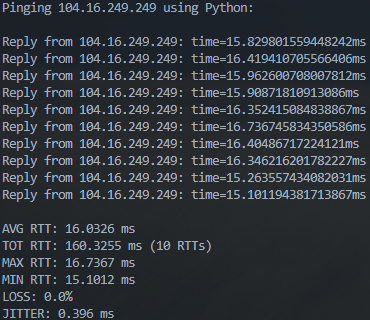 Pinging 104.16.249.249 using Python:
Reply from 104.16.249.249: time=15.829801559448242ms
Reply from 104.16.249.249: time=16.419410705566406ms
Reply from 104.16.249.249: time=15.962600708007812ms
Reply from 104.16.249.249: time=15.90871810913086ms
Reply from 104.16.249.249: time=16.352415084838867ms
Reply from 104.16.249.249: time=16.736745834350586ms
Reply from 104.16.249.249: time=16.40486717224121ms
Reply from 104.16.249.249: time=16.346216201782227ms
Reply from 104.16.249.249: time=15.263557434082031ms
Reply from 104.16.249.249: time=15.101194381713867ms
AVG RTT: 16.0326 ms
TOT RTT: 160.3255 ms (10 RTTs)
MAX RTT: 16.7367 ms
MIN RTT: 15.1012 ms
LOSS: 0.0%
JITTER: 0.396 ms